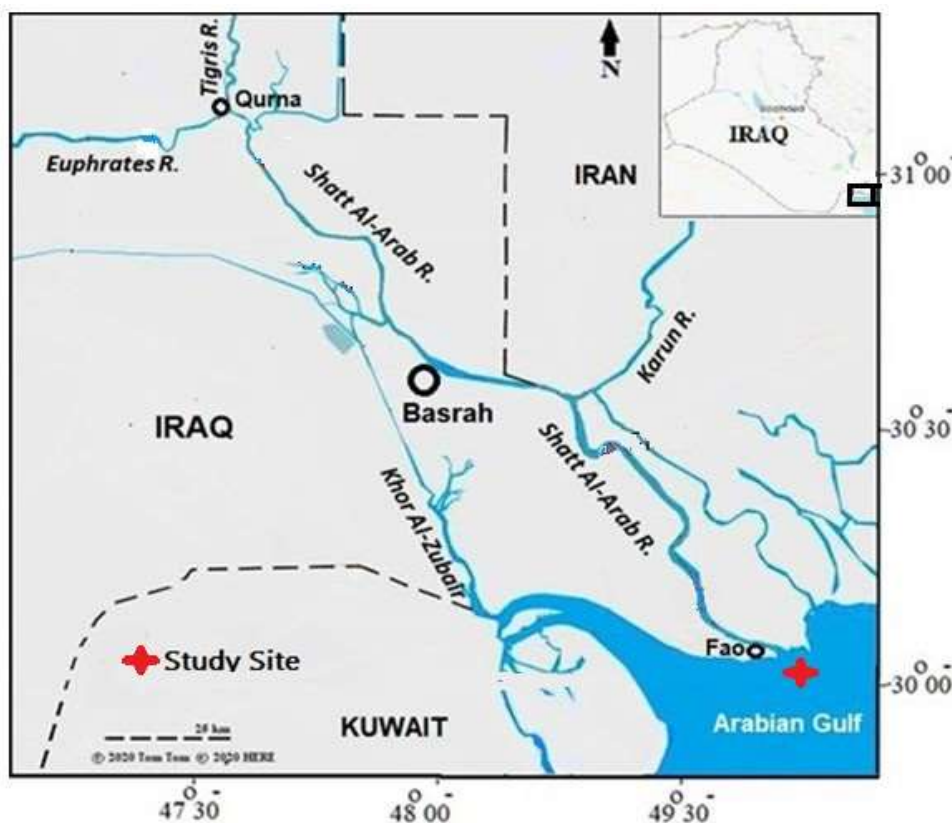 Tigris R.
Qurna
Euphrates R.
Shatt Al-Arab R.
N
IRAN
IRAQ
31 00
Karun R.
Basrah
IRAQ
30 30
Shatt Al-Arab R.
Khor Al-Zubair
Fao
Study Site
30 00
KUWAIT
Arabian Gulf
25 km
© 2020 Tom Tom © 2020 HERE
47 30
48 00
49 30